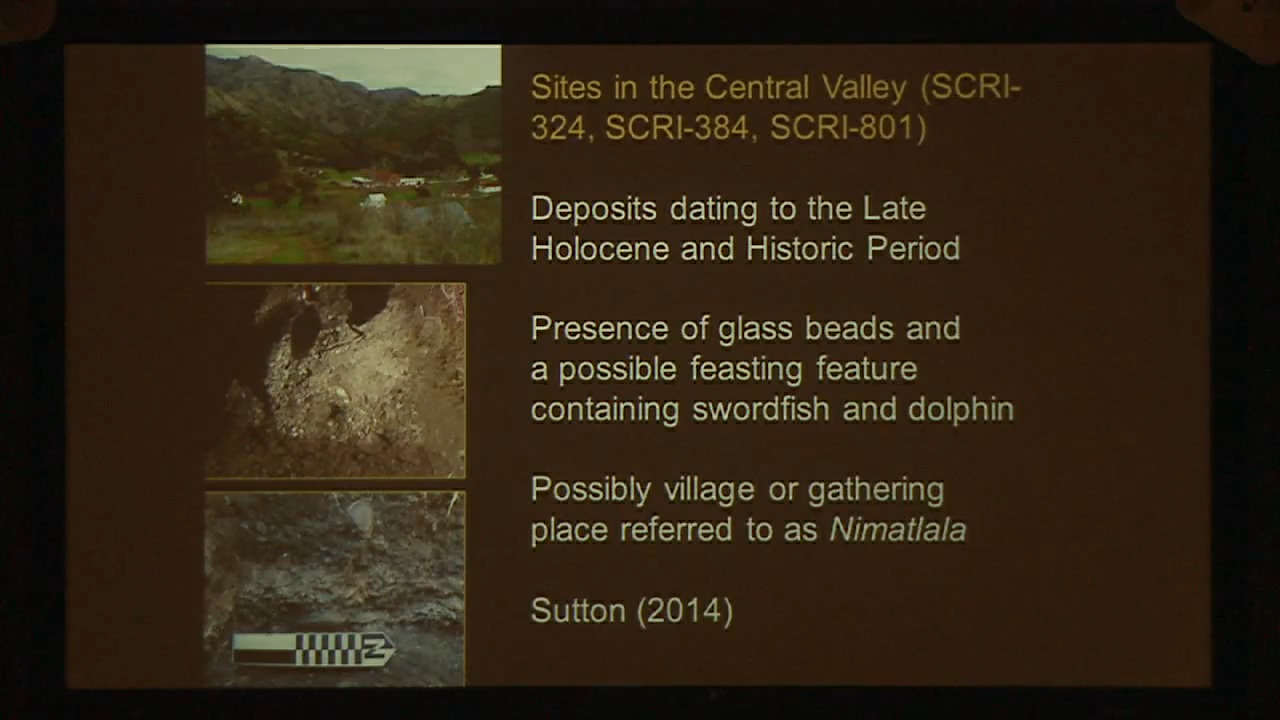 Sites in the Central Valley (SCRI-
324, SCRI-384, SCRI-801)
Deposits dating to the Late
Holocene and Historic Period
Presence of glass beads and
a possible feasting feature
containing swordfish and dolphin
Possibly village or gathering
place referred to as Nimatlala
Sutton (2014)
N